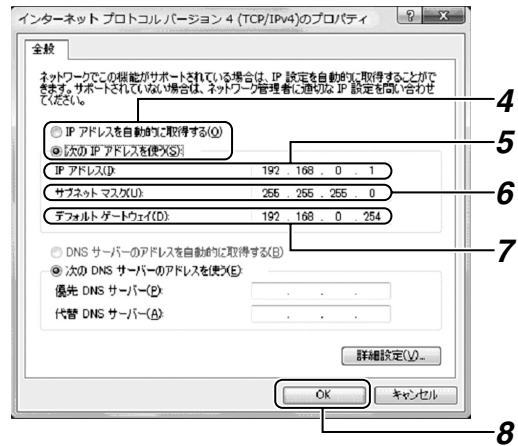 インターネット プロトコル バージョン 4 (TCP/IPv4)のプロパティ
全般
ネットワークでこの機能がサポートされている場合は、IP 設定を自動的に取得することがで
きます。サポートされていない場合は、ネットワーク管理者に適切な IP 設定を問い合わせ
てください。
4
IP アドレスを自動的に取得する(O)
次の IP アドレスを使う(S):
5
IP アドレス(I): 192 . 168 . 0 . 1
サブネット マスク(U): 255 . 255 . 255 . 0
6
デフォルト ゲートウェイ(D): 192 . 168 . 0 . 254
7
DNS サーバーのアドレスを自動的に取得する(B)
次の DNS サーバーのアドレスを使う(E):
優先 DNS サーバー(P):
代替 DNS サーバー(A):
詳細設定(V)...
OK キャンセル
8